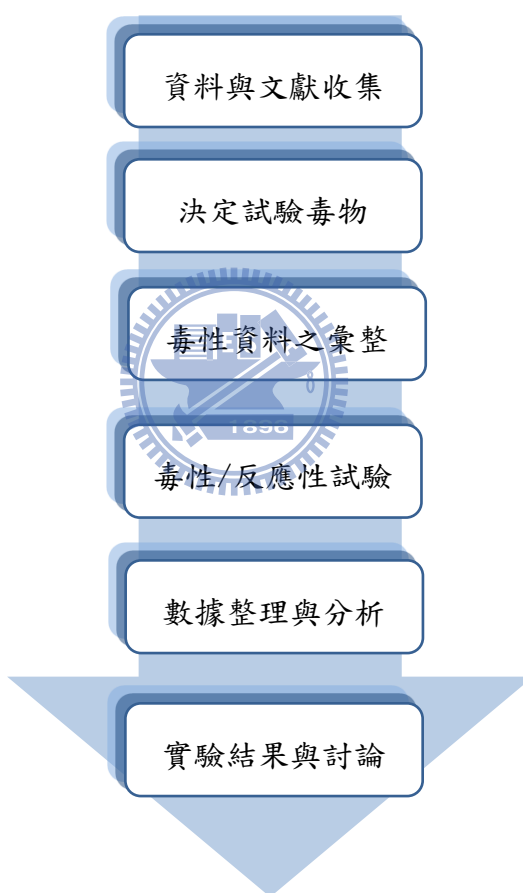 資料與文獻收集
決定試驗毒物
毒性資料之彙整
1896
毒性/反應性試驗
數據整理與分析
實驗結果與討論